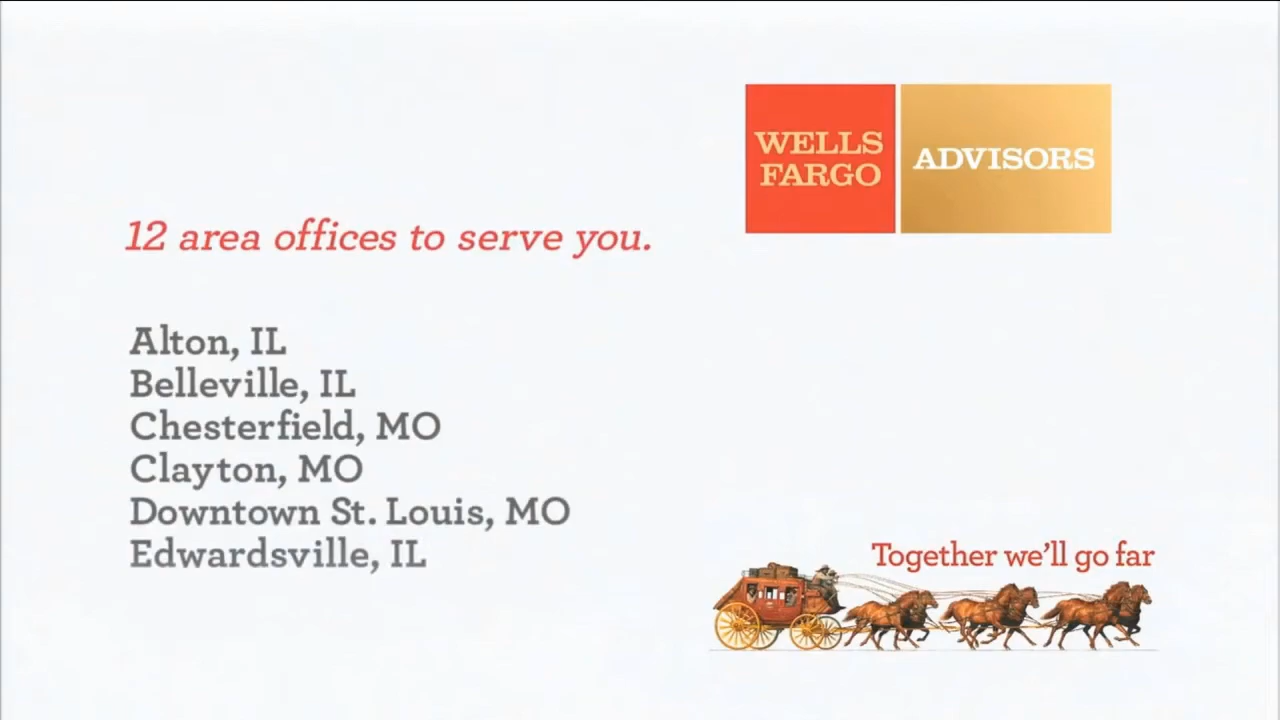 WELLS
FARGO
ADVISORS
12 area offices to serve you.
Alton, IL
Belleville, IL
Chesterfield, MO
Clayton, MO
Downtown St. Louis, MO
Edwardsville, IL
Together we'll go far